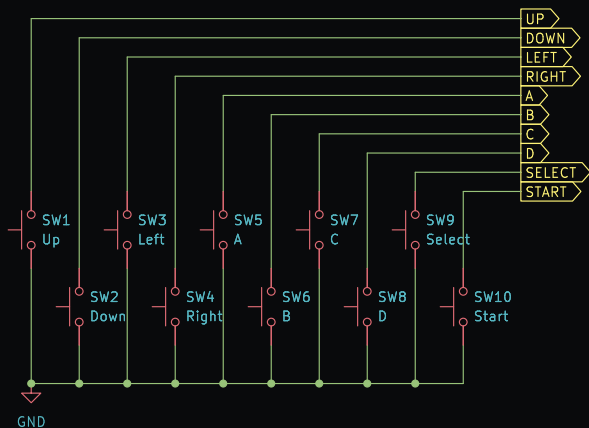 UP
DOWN
LEFT
RIGHT
A
B
C
D
SELECT
START
SW1
Up
SW3
Left
SW5
A
SW7
C
SW9
Select
SW2
Down
SW4
Right
SW6
B
SW8
D
SW10
Start
GND